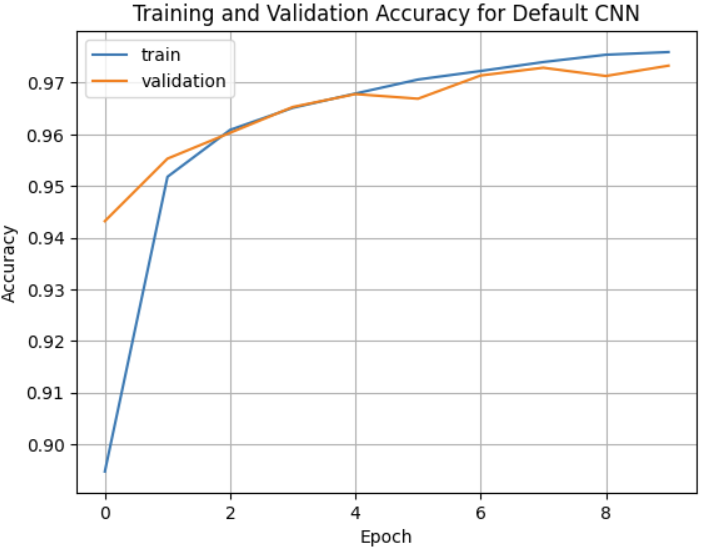 Training and Validation Accuracy for Default CNN
train
validation
0.97
0.96
0.95
0.94
0.93
0.92
0.91
0.90
Accuracy
0 2 4 6 8
Epoch